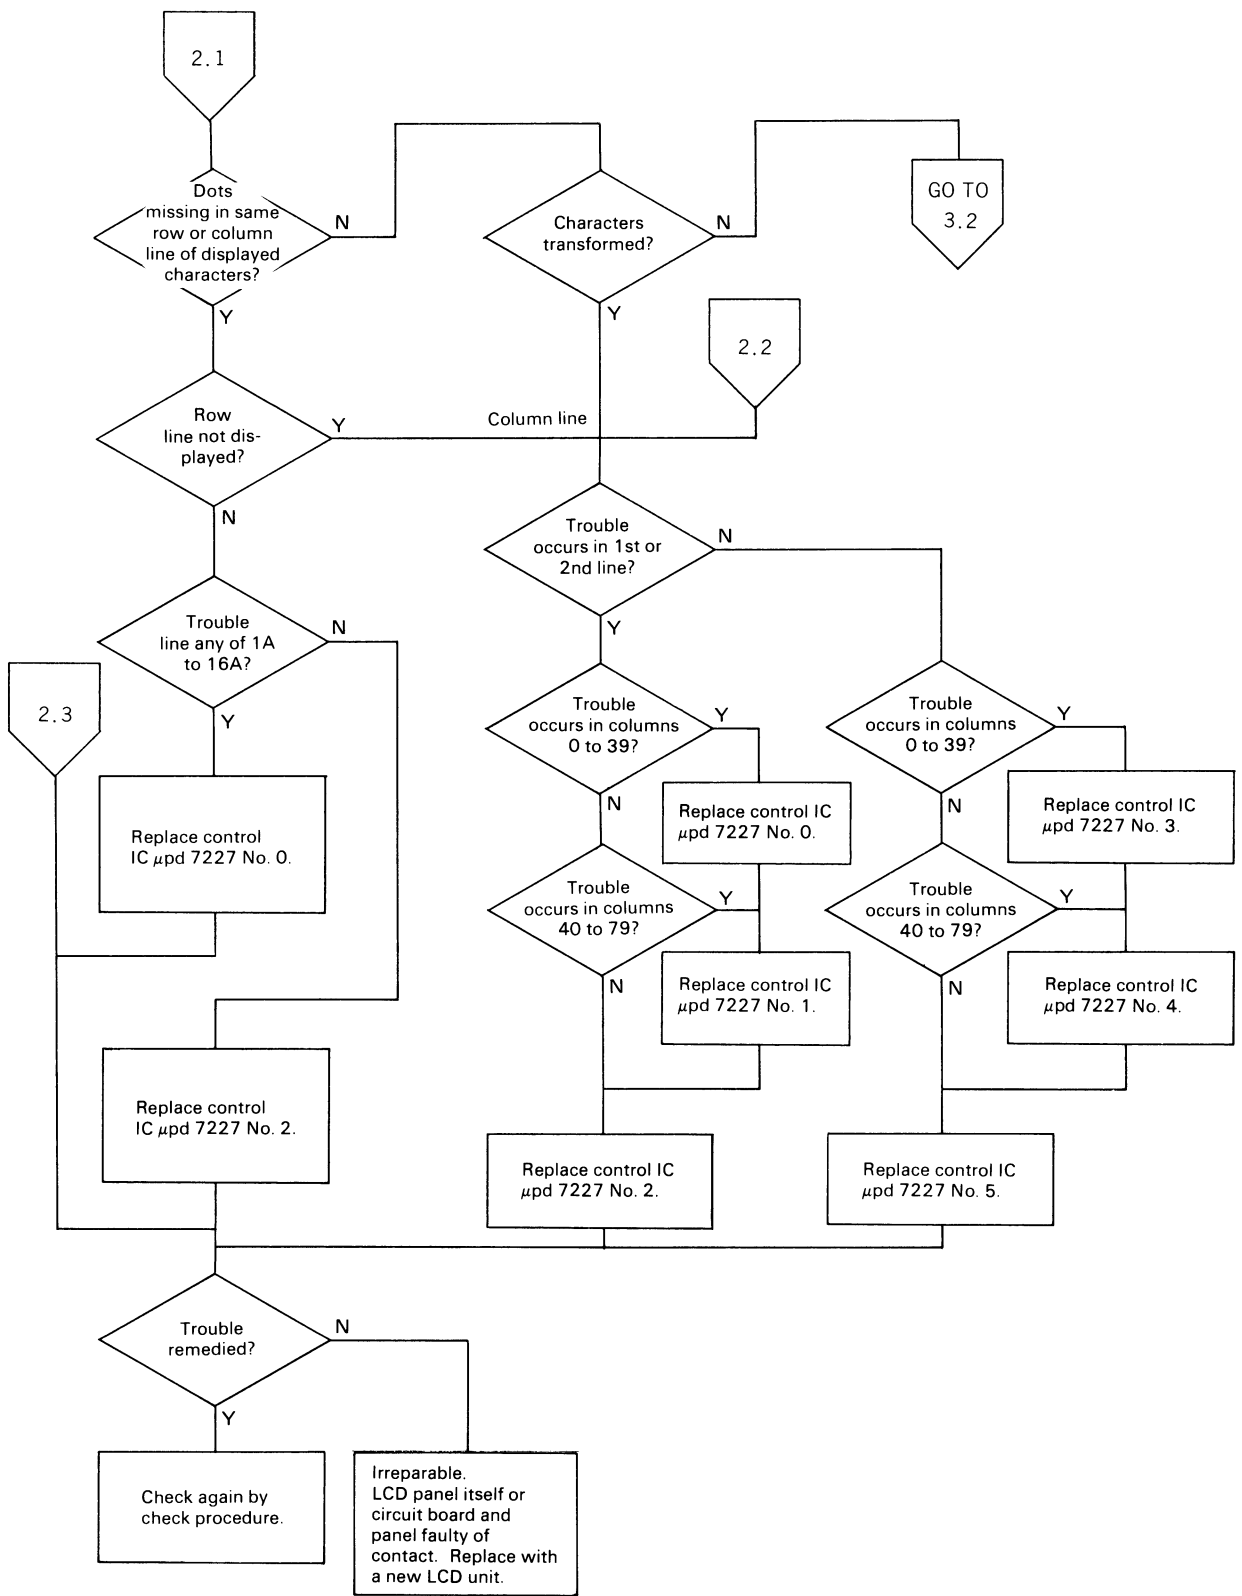 2.1
Dots
missing in same
row or column
line of displayed
characters?
N
Y
Characters
transformed?
N
Y
GO TO
3.2
2.2
Row
line not dis-
played?
Y
Column line
N
Trouble
occurs in 1st or
2nd line?
N
Y
Trouble
line any of 1A
to 16A?
N
Y
2.3
Trouble
occurs in columns
0 to 39?
Y
N
Trouble
occurs in columns
0 to 39?
Y
N
Replace control
IC μpd 7227 No. 0.
Replace control IC
μpd 7227 No. 0.
Replace control IC
μpd 7227 No. 3.
Trouble
occurs in columns
40 to 79?
Y
N
Trouble
occurs in columns
40 to 79?
Y
N
Replace control IC
μpd 7227 No. 1.
Replace control IC
μpd 7227 No. 4.
Replace control
IC μpd 7227 No. 2.
Replace control IC
μpd 7227 No. 2.
Replace control IC
μpd 7227 No. 5.
Trouble
remedied?
N
Y
Check again by
check procedure.
Irreparable.
LCD panel itself or
circuit board and
panel faulty of
contact. Replace with
a new LCD unit.